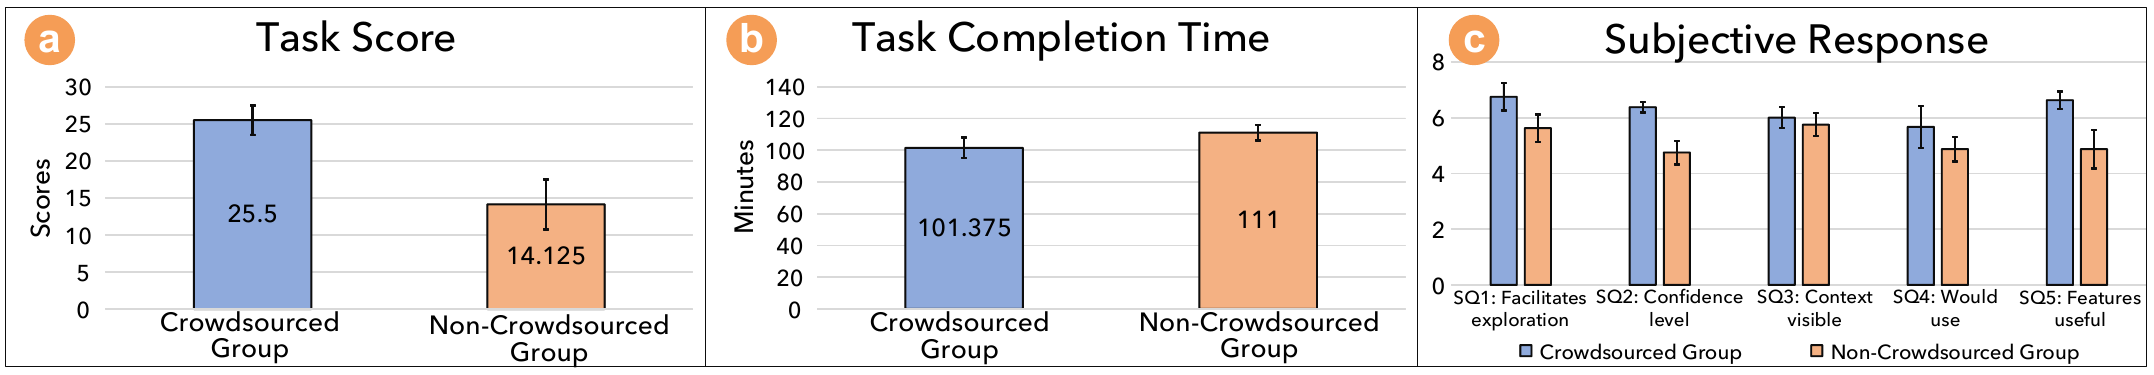 a
Task Score
30
25
20
15
10
5
0
Scores
25.5
14.125
Crowdsourced
Group
Non-Crowdsourced
Group
b
Task Completion Time
140
120
100
80
60
40
20
0
Minutes
101.375
111
Crowdsourced
Group
Non-Crowdsourced
Group
c
Subjective Response
8
6
4
2
0
SQ1: Facilitates
exploration
SQ2: Confidence
level
SQ3: Context
visible
SQ4: Would
use
SQ5: Features
useful
Crowdsourced Group
Non-Crowdsourced Group